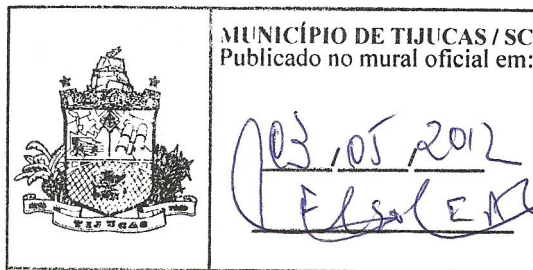 MUNICÍPIO DE TIJUCAS / SC
Publicado no mural oficial em:
03 / 05 / 2012
TIJUCAS